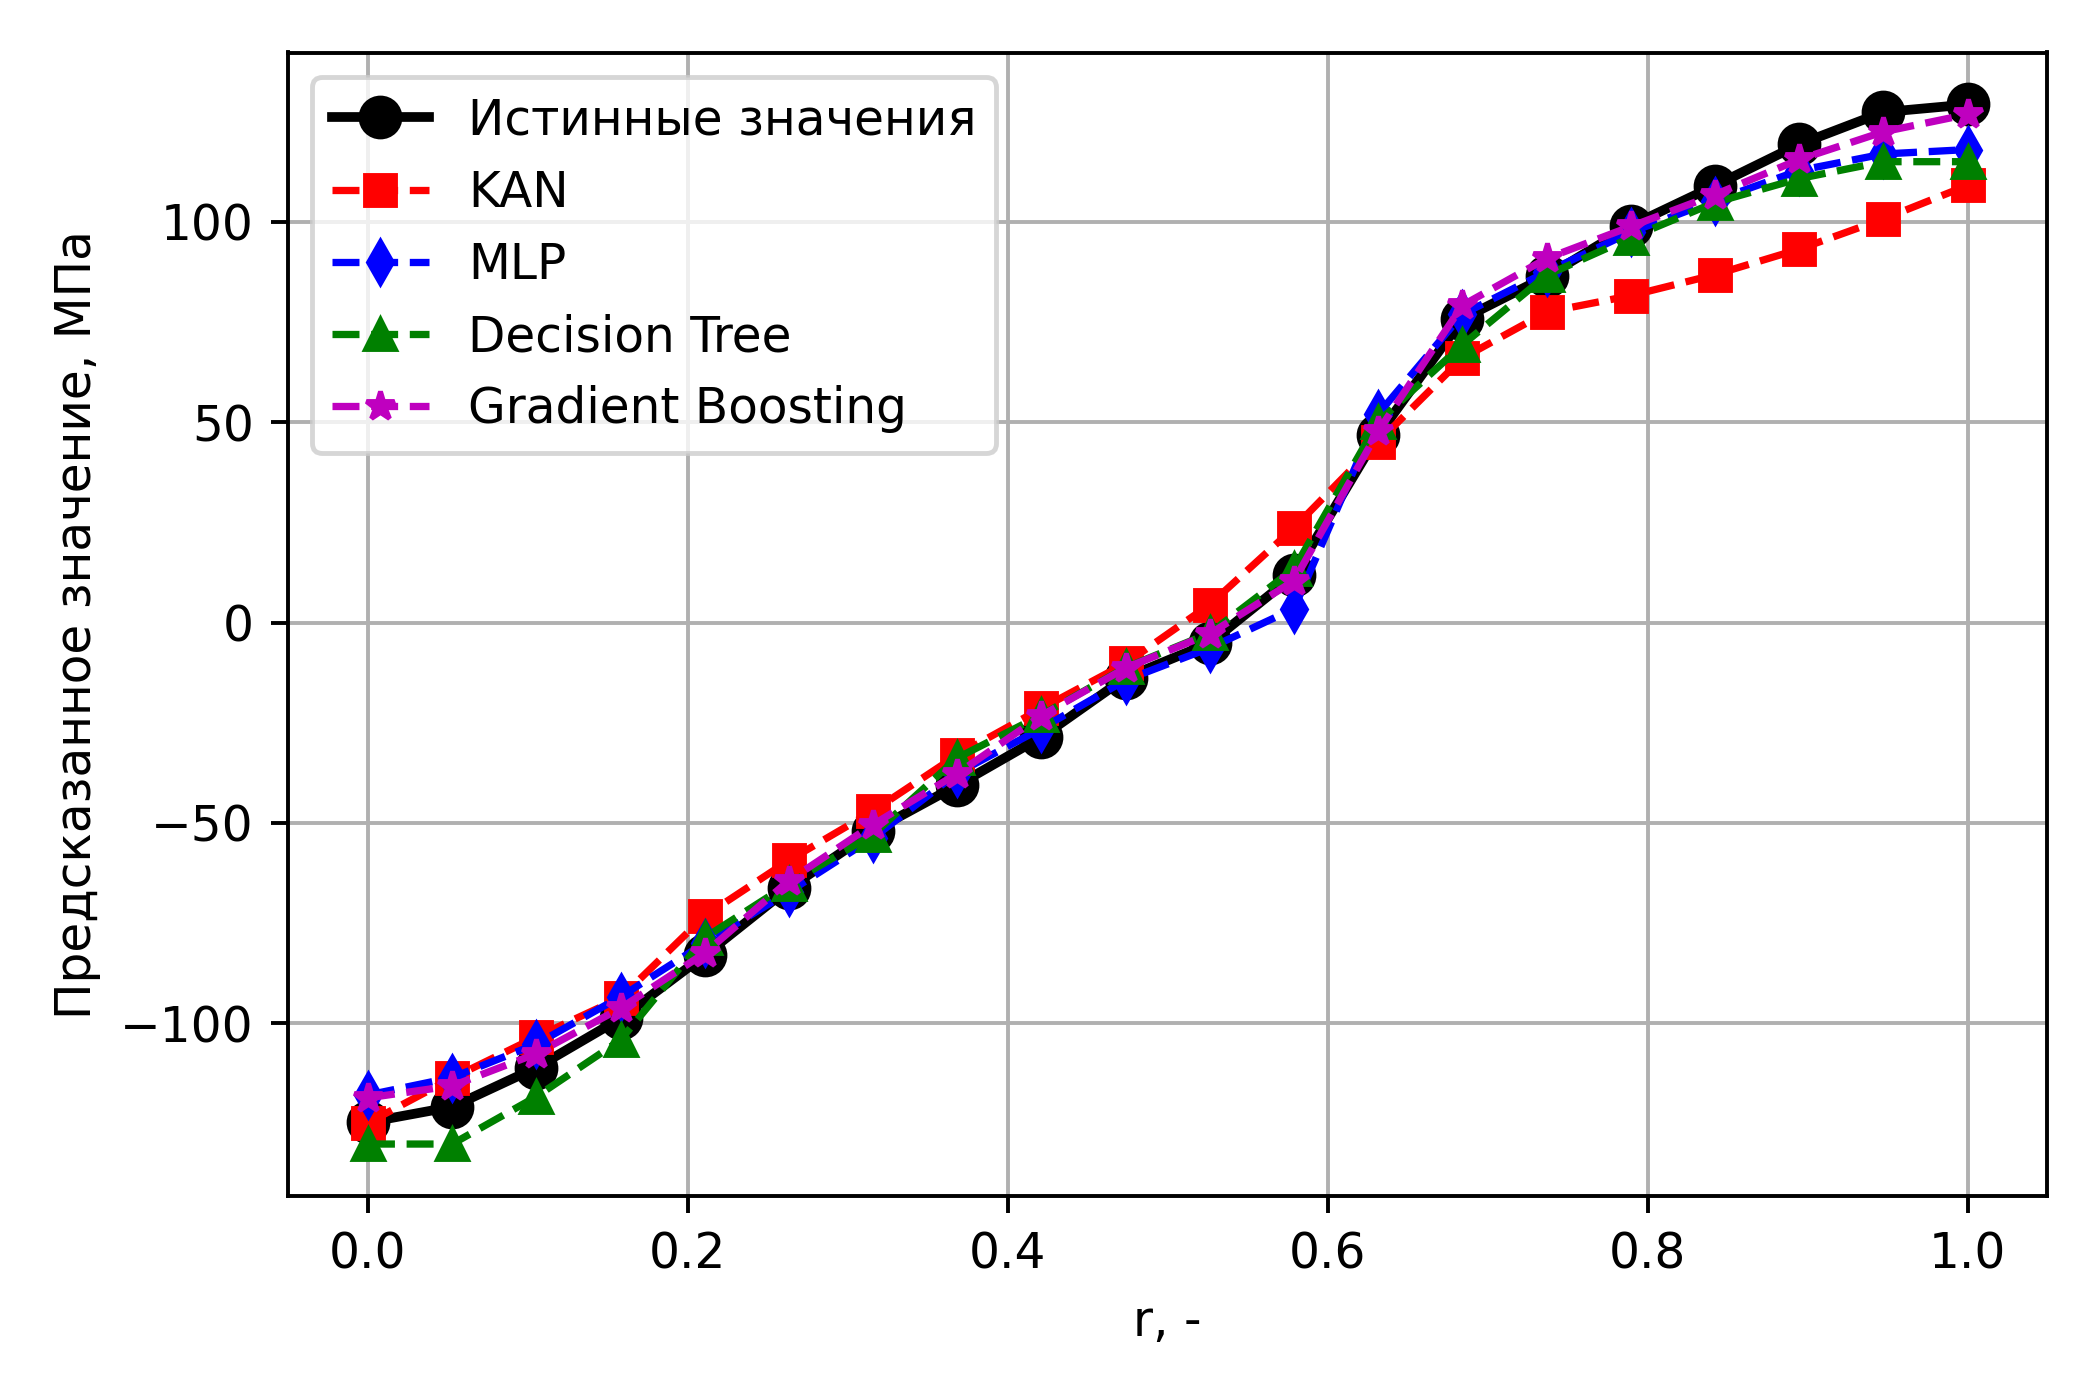 Истинные значения
KAN
MLP
Decision Tree
Gradient Boosting
Предсказанное значение, МПа
100
50
0
−50
−100
0.0 0.2 0.4 0.6 0.8 1.0
r, -